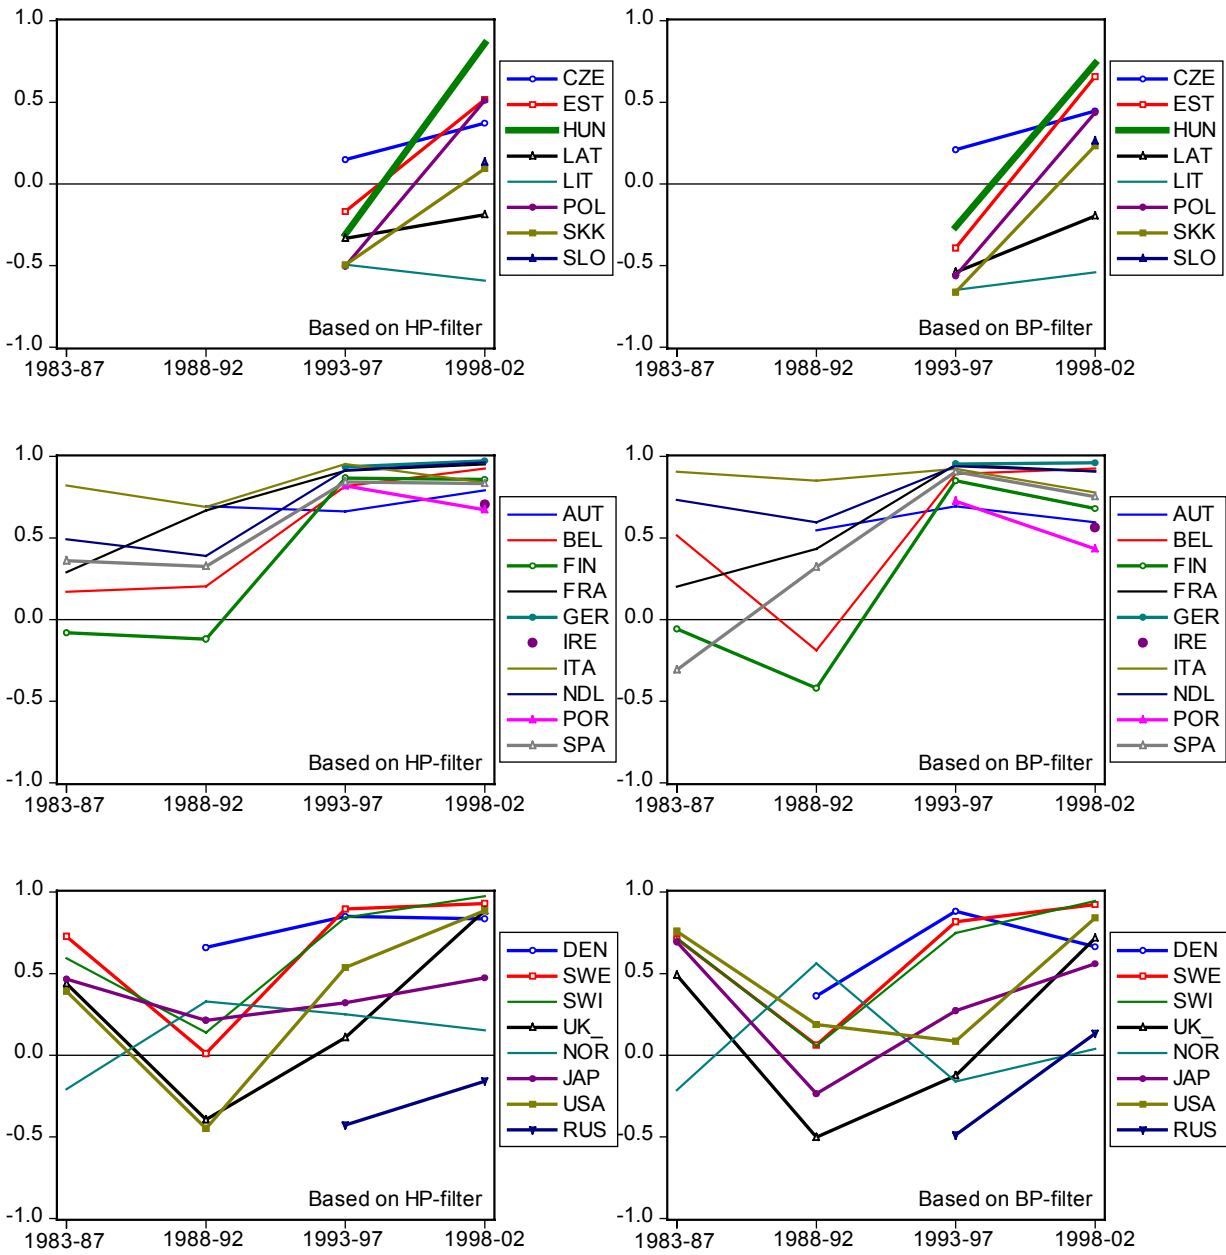 1.0
0.5
0.0
-0.5
-1.0
1983-87 1988-92 1993-97 1998-02
CZE
EST
HUN
LAT
LIT
POL
SKK
SLO
Based on HP-filter
1.0
0.5
0.0
-0.5
-1.0
1983-87 1988-92 1993-97 1998-02
CZE
EST
HUN
LAT
LIT
POL
SKK
SLO
Based on BP-filter
1.0
0.5
0.0
-0.5
-1.0
1983-87 1988-92 1993-97 1998-02
AUT
BEL
FIN
FRA
GER
IRE
ITA
NDL
POR
SPA
Based on HP-filter
1.0
0.5
0.0
-0.5
-1.0
1983-87 1988-92 1993-97 1998-02
AUT
BEL
FIN
FRA
GER
IRE
ITA
NDL
POR
SPA
Based on BP-filter
1.0
0.5
0.0
-0.5
-1.0
1983-87 1988-92 1993-97 1998-02
DEN
SWE
SWI
UK_
NOR
JAP
USA
RUS
Based on HP-filter
1.0
0.5
0.0
-0.5
-1.0
1983-87 1988-92 1993-97 1998-02
DEN
SWE
SWI
UK_
NOR
JAP
USA
RUS
Based on BP-filter